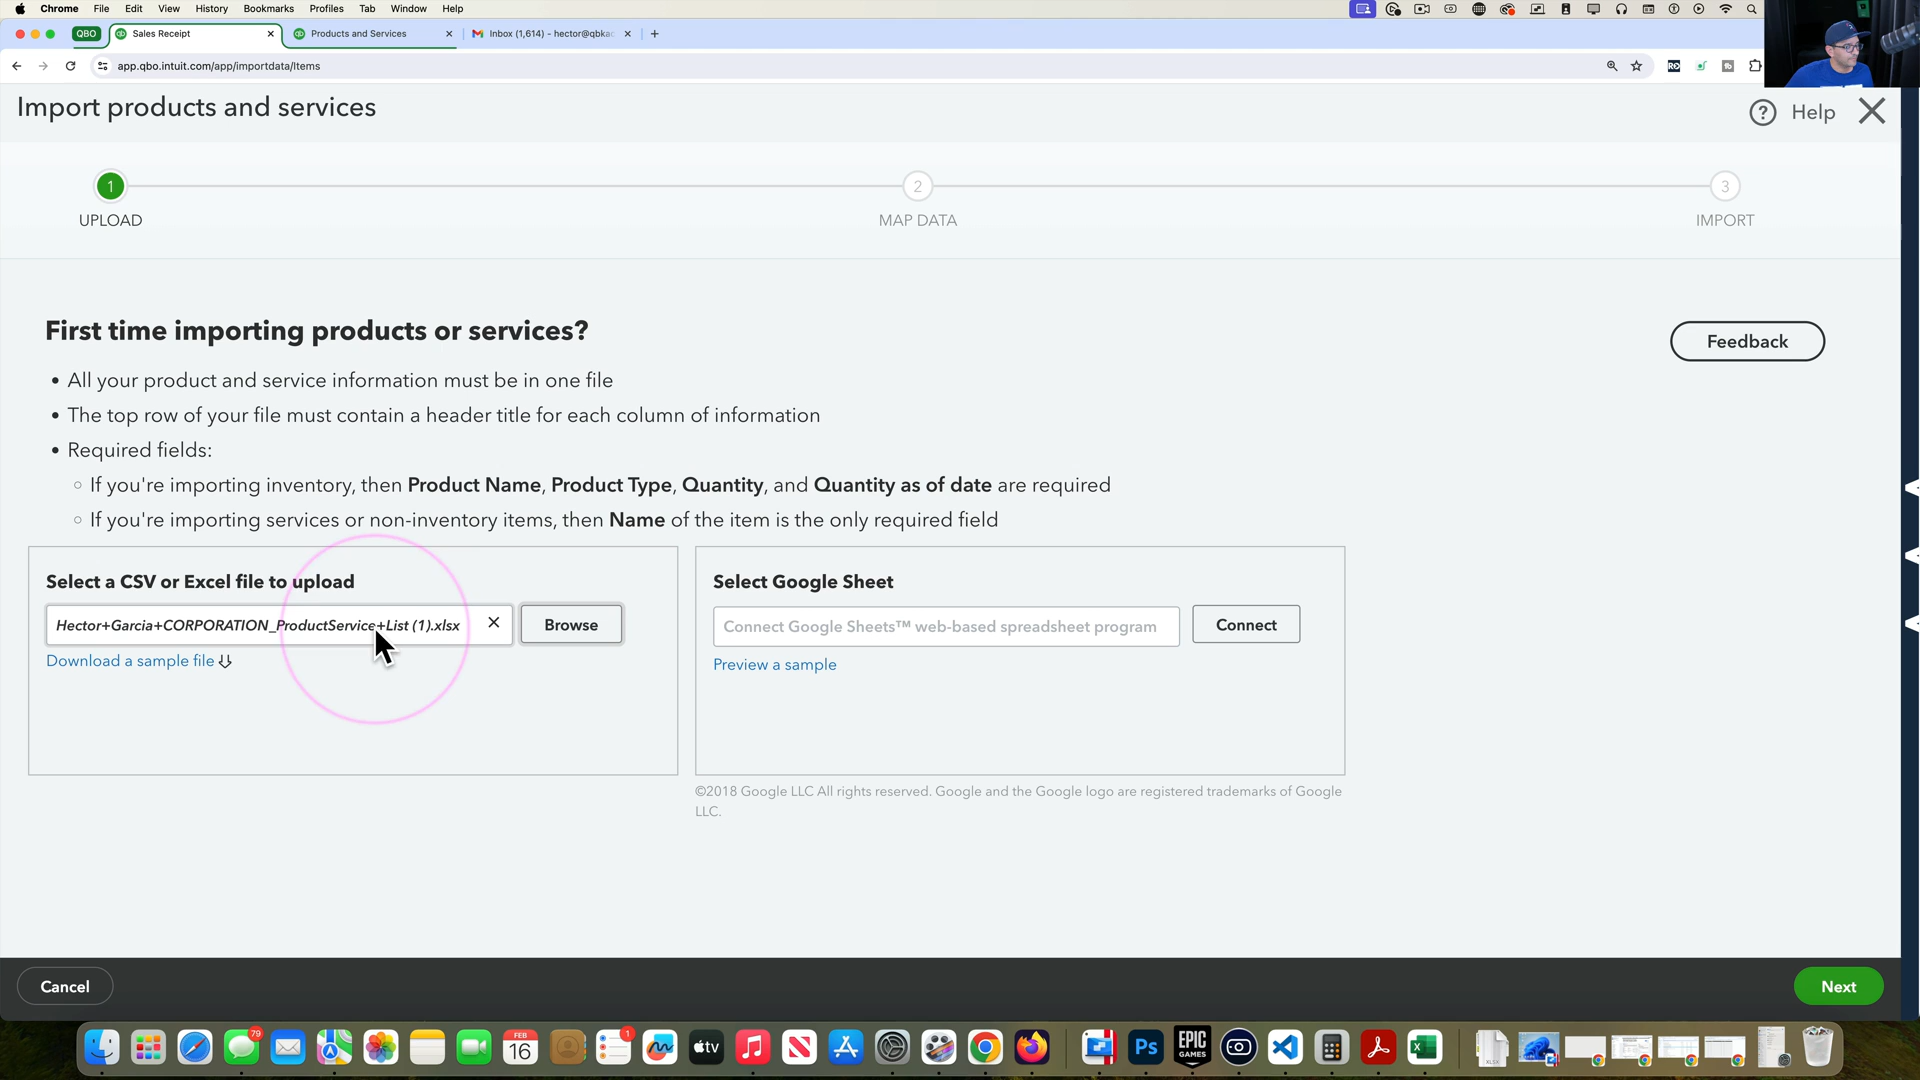 Chrome File Edit View History Bookmarks Profiles Tab Window Help
QBO Sales Receipt Products and Services Inbox (1,614) - hector@qbka
app.qbo.intuit.com/app/importdata/Items
Import products and services
Help
1 2 3
UPLOAD MAP DATA IMPORT
First time importing products or services?
Feedback
• All your product and service information must be in one file
• The top row of your file must contain a header title for each column of information
• Required fields:
○ If you're importing inventory, then Product Name, Product Type, Quantity, and Quantity as of date are required
○ If you're importing services or non-inventory items, then Name of the item is the only required field
Select a CSV or Excel file to upload
Hector+Garcia+CORPORATION_ProductService+List (1).xlsx
Browse
Download a sample file
Select Google Sheet
Connect Google Sheets™ web-based spreadsheet program
Connect
Preview a sample
©2018 Google LLC All rights reserved. Google and the Google logo are registered trademarks of Google
LLC.
Cancel
Next
79 FEB 16 1 tv Ps EPIC GAMES